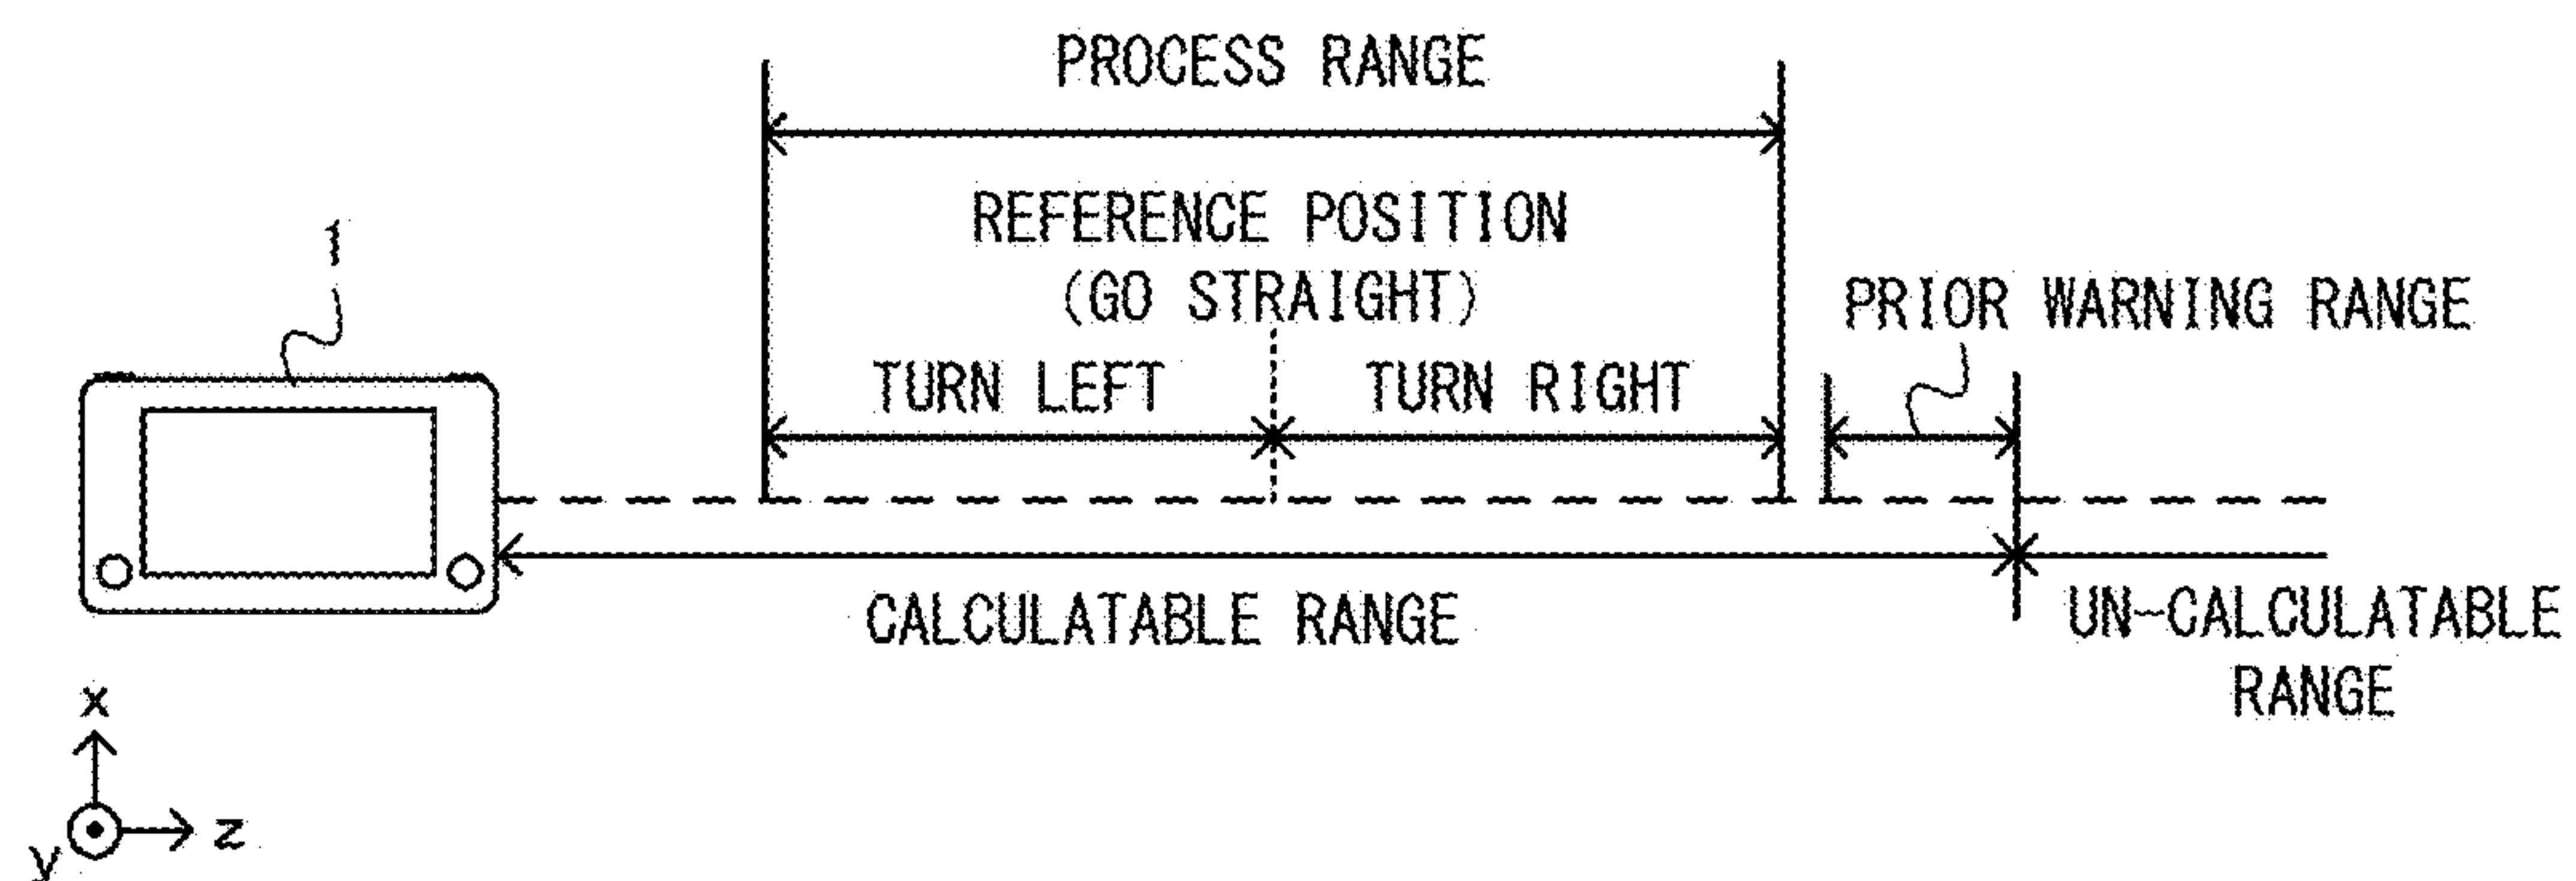 PROCESS RANGE
REFERENCE POSITION
(GO STRAIGHT)
1
PRIOR WARNING RANGE
TURN LEFT
TURN RIGHT
CALCULATABLE RANGE
UN-CALCULATABLE
RANGE
x
y
z